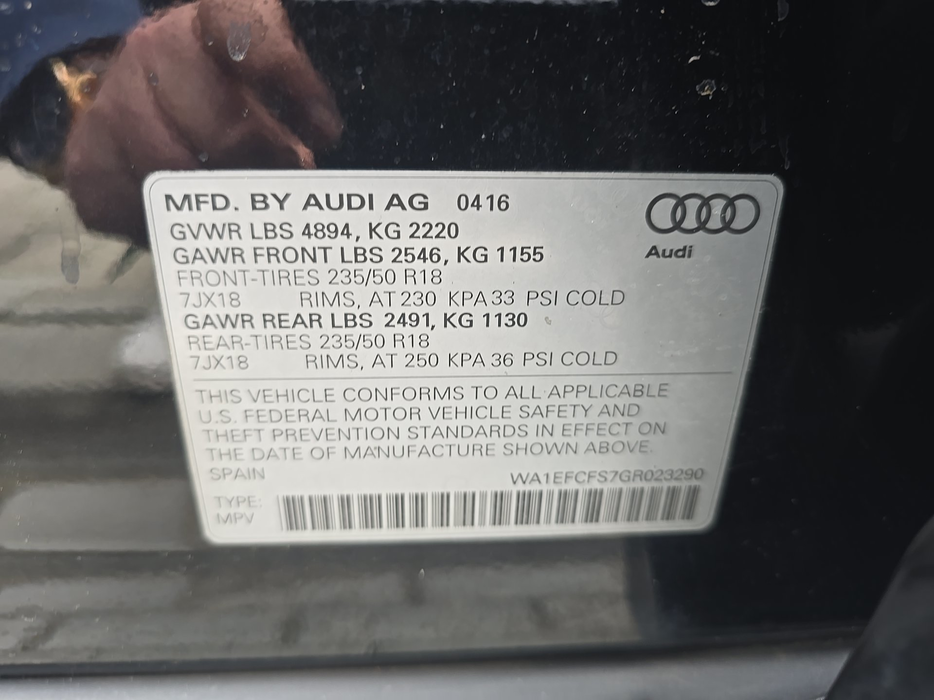 MFD. BY AUDI AG 0416
GVWR LBS 4894, KG 2220
GAWR FRONT LBS 2546, KG 1155
FRONT-TIRES 235/50 R18
7JX18 RIMS, AT 230 KPA 33 PSI COLD
GAWR REAR LBS 2491, KG 1130
REAR-TIRES 235/50 R18
7JX18 RIMS, AT 250 KPA 36 PSI COLD
Audi
THIS VEHICLE CONFORMS TO ALL APPLICABLE
U.S. FEDERAL MOTOR VEHICLE SAFETY AND
THEFT PREVENTION STANDARDS IN EFFECT ON
THE DATE OF MANUFACTURE SHOWN ABOVE.
SPAIN WA1EFCFS7GR023290
TYPE:
MPV